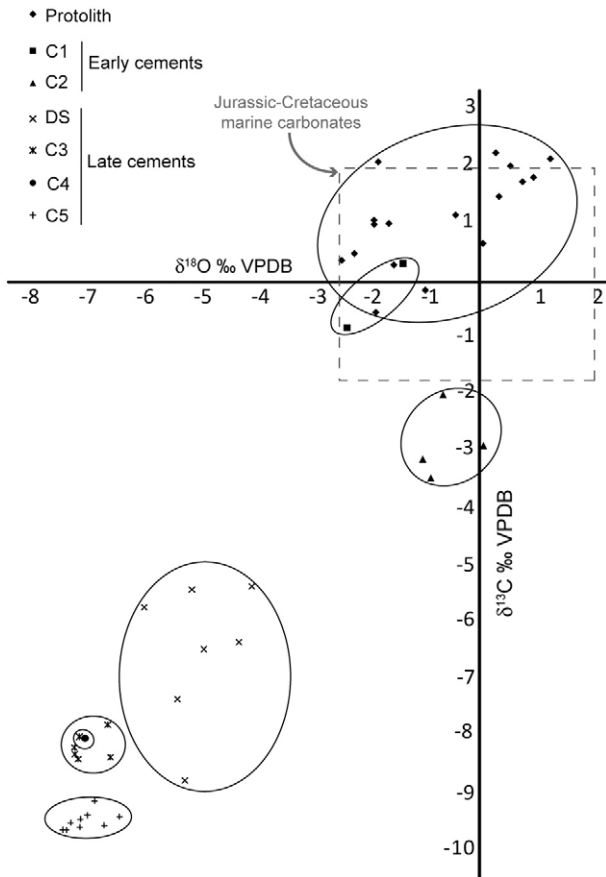 Protolith
C1
Early cements
C2
DS
C3
Late cements
C4
C5
Jurassic-Cretaceous
marine carbonates
δ18O ‰ VPDB
-8 -7 -6 -5 -4 -3 -2 -1 1 2
3
2
1
-1
-2
-3
-4
-5
-6
-7
-8
-9
-10
δ13C ‰ VPDB